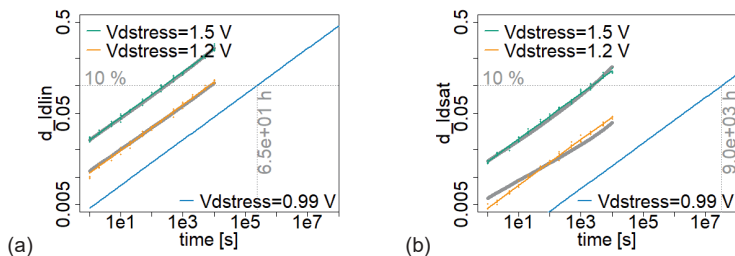 0.5
Vdstress=1.5 V
Vdstress=1.2 V
10 %
d_Idlin
0.05
6.5e+01 h
0.005
Vdstress=0.99 V
1e1 1e3 1e5 1e7
time [s]
(a)
0.5
Vdstress=1.5 V
Vdstress=1.2 V
10 %
d_Idsat
0.05
9.0e+03 h
0.005
Vdstress=0.99 V
1e1 1e3 1e5 1e7
time [s]
(b)